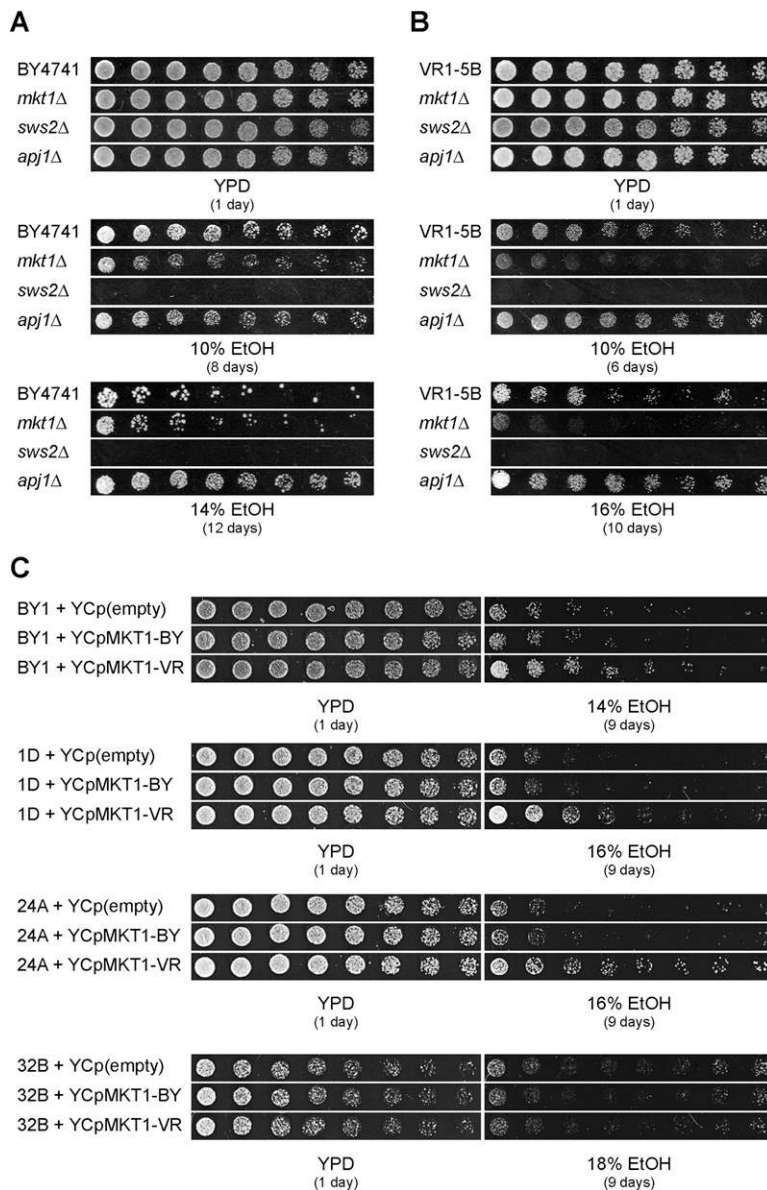 A
BY4741
mkt1Δ
sws2Δ
apj1Δ
YPD
(1 day)
BY4741
mkt1Δ
sws2Δ
apj1Δ
10% EtOH
(8 days)
BY4741
mkt1Δ
sws2Δ
apj1Δ
14% EtOH
(12 days)
B
VR1-5B
mkt1Δ
sws2Δ
apj1Δ
YPD
(1 day)
VR1-5B
mkt1Δ
sws2Δ
apj1Δ
10% EtOH
(6 days)
VR1-5B
mkt1Δ
sws2Δ
apj1Δ
16% EtOH
(10 days)
C
BY1 + YCp(empty)
BY1 + YCpMKT1-BY
BY1 + YCpMKT1-VR
YPD
(1 day)
14% EtOH
(9 days)
1D + YCp(empty)
1D + YCpMKT1-BY
1D + YCpMKT1-VR
YPD
(1 day)
16% EtOH
(9 days)
24A + YCp(empty)
24A + YCpMKT1-BY
24A + YCpMKT1-VR
YPD
(1 day)
16% EtOH
(9 days)
32B + YCp(empty)
32B + YCpMKT1-BY
32B + YCpMKT1-VR
YPD
(1 day)
18% EtOH
(9 days)